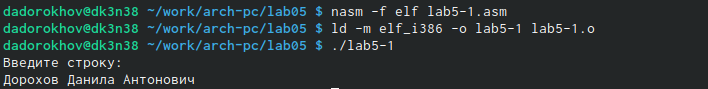 dadorokhov@dk3n38 ~/work/arch-pc/lab05 $ nasm -f elf lab5-1.asm
dadorokhov@dk3n38 ~/work/arch-pc/lab05 $ ld -m elf_i386 -o lab5-1 lab5-1.o
dadorokhov@dk3n38 ~/work/arch-pc/lab05 $ ./lab5-1
Введите строку:
Дорохов Данила Антонович